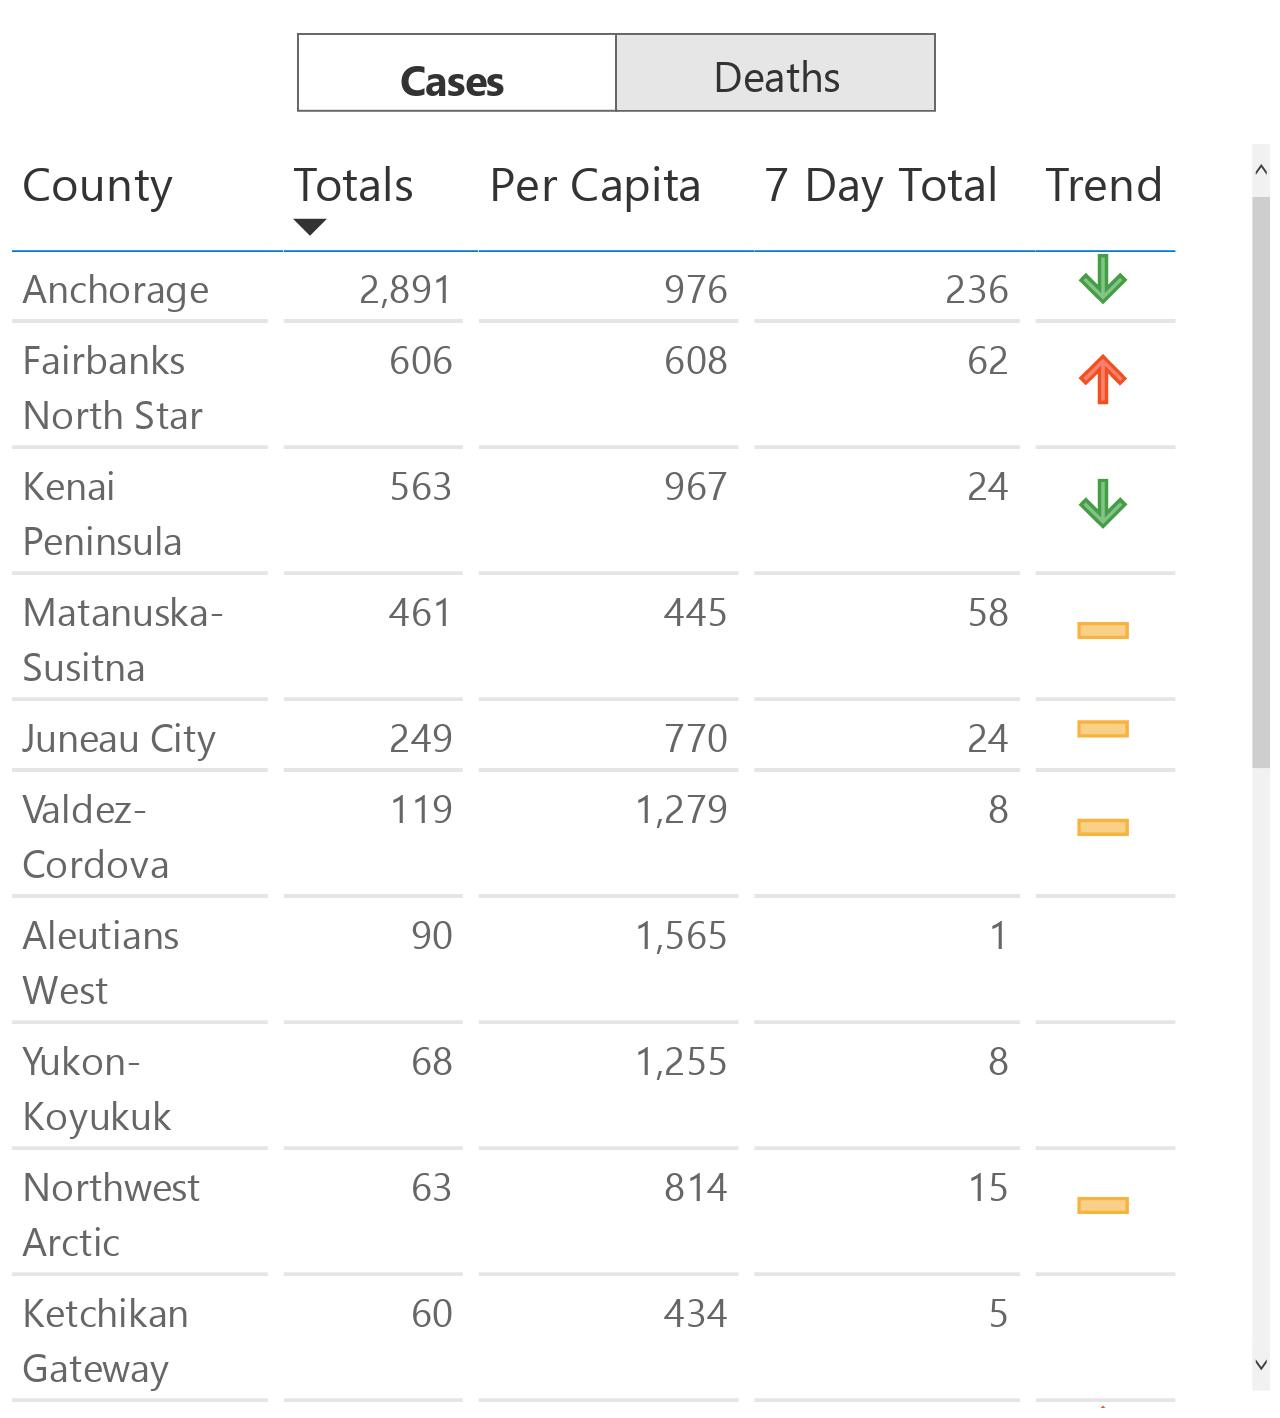 Cases Deaths
County Totals Per Capita 7 Day Total Trend
Anchorage 2,891 976 236
Fairbanks 606 608 62
North Star
Kenai 563 967 24
Peninsula
Matanuska- 461 445 58
Susitna
Juneau City 249 770 24
Valdez- 119 1,279 8
Cordova
Aleutians 90 1,565 1
West
Yukon- 68 1,255 8
Koyukuk
Northwest 63 814 15
Arctic
Ketchikan 60 434 5
Gateway